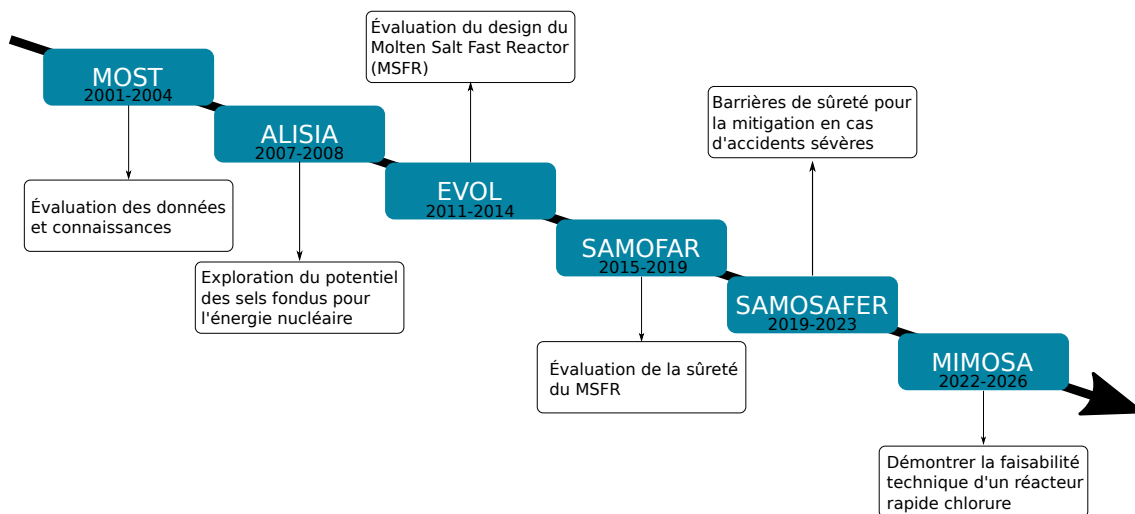 MOST
2001-2004
Évaluation des données
et connaissances
ALISIA
2007-2008
Exploration du potentiel
des sels fondus pour
l'énergie nucléaire
Évaluation du design du
Molten Salt Fast Reactor
(MSFR)
EVOL
2011-2014
SAMOFAR
2015-2019
Évaluation de la sûreté
du MSFR
Barrières de sûreté pour
la mitigation en cas
d'accidents sévères
SAMOSAFER
2019-2023
MIMOSA
2022-2026
Démontrer la faisabilité
technique d'un réacteur
rapide chlorure